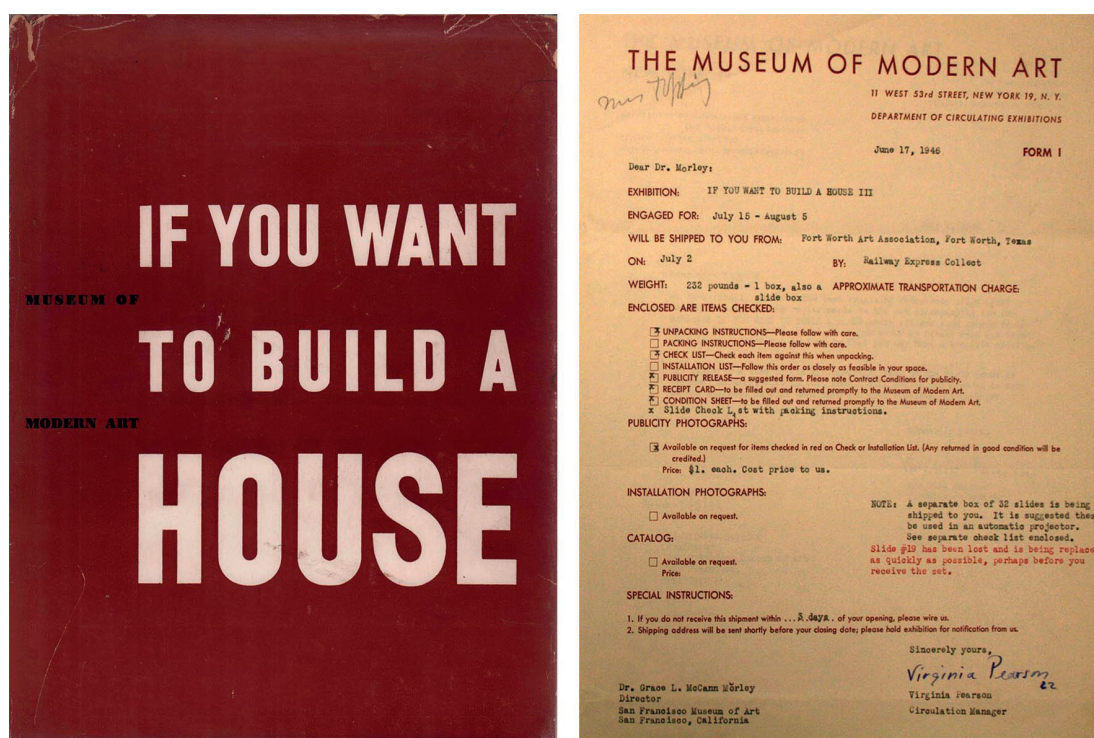 IF YOU WANT
MUSEUM OF
TO BUILD A
MODERN ART
HOUSE
THE MUSEUM OF MODERN ART
11 WEST 53rd STREET, NEW YORK 19, N. Y.
DEPARTMENT OF CIRCULATING EXHIBITIONS
June 17, 1946 FORM I
Dear Dr. Morley:
EXHIBITION: IF YOU WANT TO BUILD A HOUSE III
ENGAGED FOR: July 15 - August 5
WILL BE SHIPPED TO YOU FROM: Fort Worth Art Association, Fort Worth, Texas
ON: July 2 BY: Railway Express Collect
WEIGHT: 232 pounds - 1 box, also a APPROXIMATE TRANSPORTATION CHARGE:
slide box
ENCLOSED ARE ITEMS CHECKED:
x UNPACKING INSTRUCTIONS—Please follow with care.
PACKING INSTRUCTIONS—Please follow with care.
x CHECK LIST—Check each item against this when unpacking.
INSTALLATION LIST—Follow this order as closely as feasible in your space.
x PUBLICITY RELEASE—a suggested form. Please note Contract Conditions for publicity.
x RECEIPT CARD—to be filled out and returned promptly to the Museum of Modern Art.
x CONDITION SHEET—to be filled out and returned promptly to the Museum of Modern Art.
x Slide Check List with packing instructions.
PUBLICITY PHOTOGRAPHS:
x Available on request for items checked in red on Check or Installation List. (Any returned in good condition will be
credited.)
Price: $1. each. Cost price to us.
INSTALLATION PHOTOGRAPHS:
Available on request.
CATALOG:
Available on request.
Price:
NOTE: A separate box of 32 slides is being
shipped to you. It is suggested
be used in an automatic projector.
See separate check list enclosed.
Slide #19 has been lost and is being replace
as quickly as possible, perhaps before you
receive the set.
SPECIAL INSTRUCTIONS:
1. If you do not receive this shipment within ...3 days.. of your opening, please wire us.
2. Shipping address will be sent shortly before your closing date; please hold exhibition for notification from us.
Sincerely yours,
Virginia Pearson
Virginia Pearson
Circulation Manager
Dr. Grace L. McCann Morley
Director
San Francisco Museum of Art
San Francisco, California